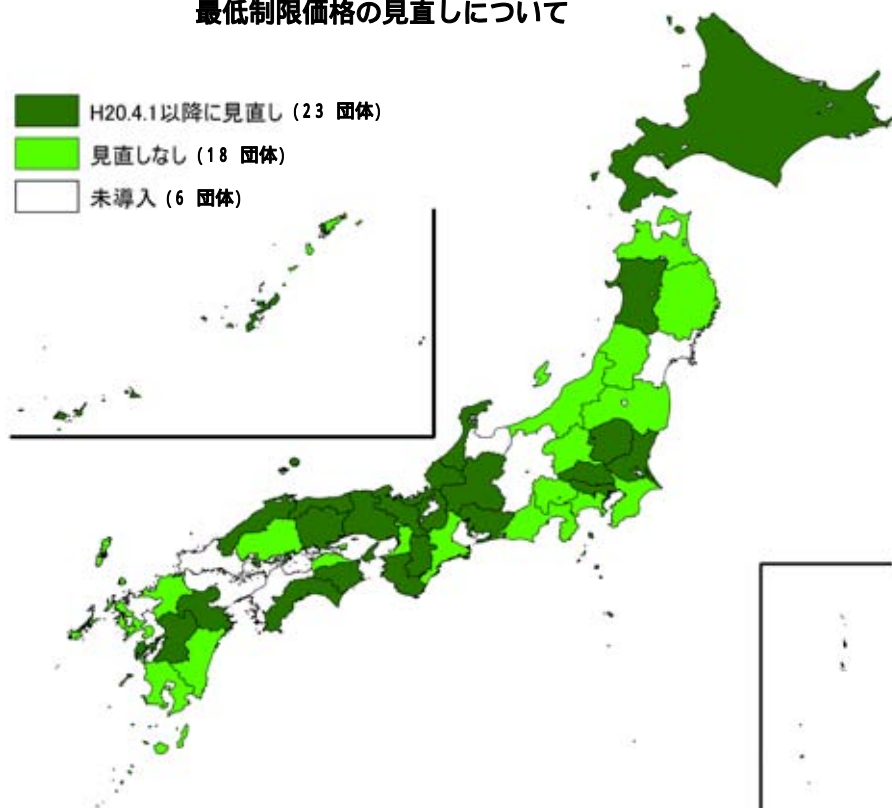 最低制限価格の見直しについて
H20.4.1以降に見直し (23 団体)
見直しなし (18 団体)
未導入 (6 団体)